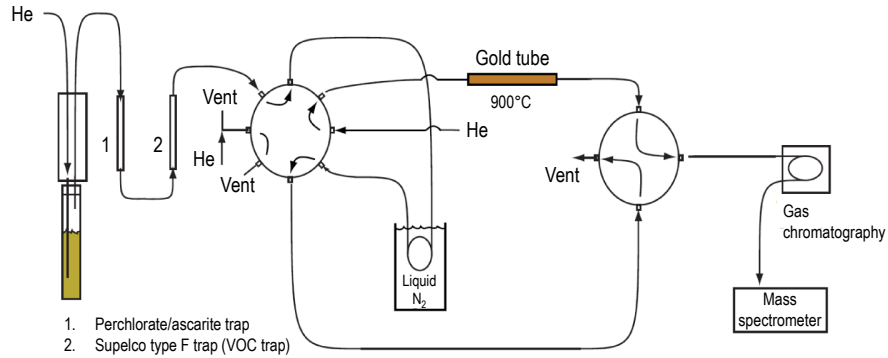 He
Gold tube
900°C
Vent
He
Vent
He
1
2
Vent
Gas
chromatography
Liquid
N2
Mass
spectrometer
1. Perchlorate/ascarite trap
2. Supelco type F trap (VOC trap)